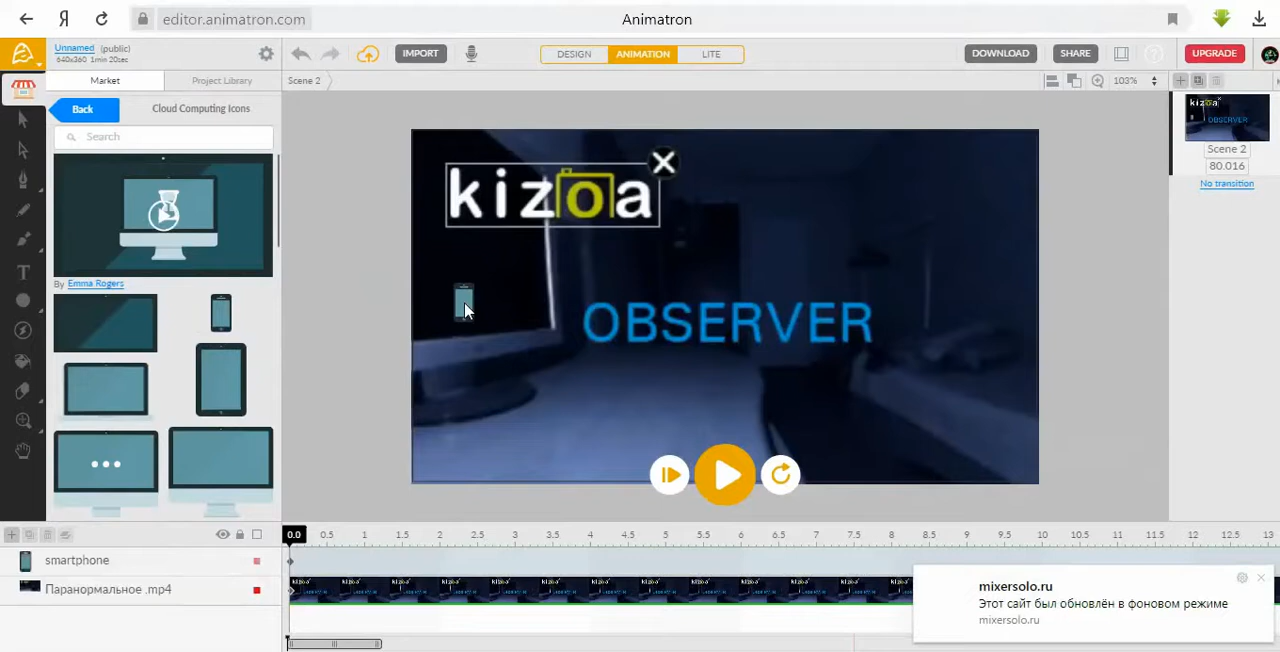 editor.animatron.com
Animatron
Unnamed (public)
640x360 1min 20sec
IMPORT
DESIGN
ANIMATION
LITE
DOWNLOAD
SHARE
UPGRADE
Market
Project Library
Scene 2
103%
Back
Cloud Computing Icons
Search
kizoa
OBSERVER
By Emma Rogers
kizoa
OBSERVER
Scene 2
80.016
No transition
0.0 0.5 1 1.5 2 2.5 3 3.5 4 4.5 5 5.5 6 6.5 7 7.5 8 8.5 9 9.5 10 10.5 11 11.5 12 12.5 13
smartphone
Паранормальное .mp4
mixersolo.ru
Этот сайт был обновлён в фоновом режиме
mixersolo.ru